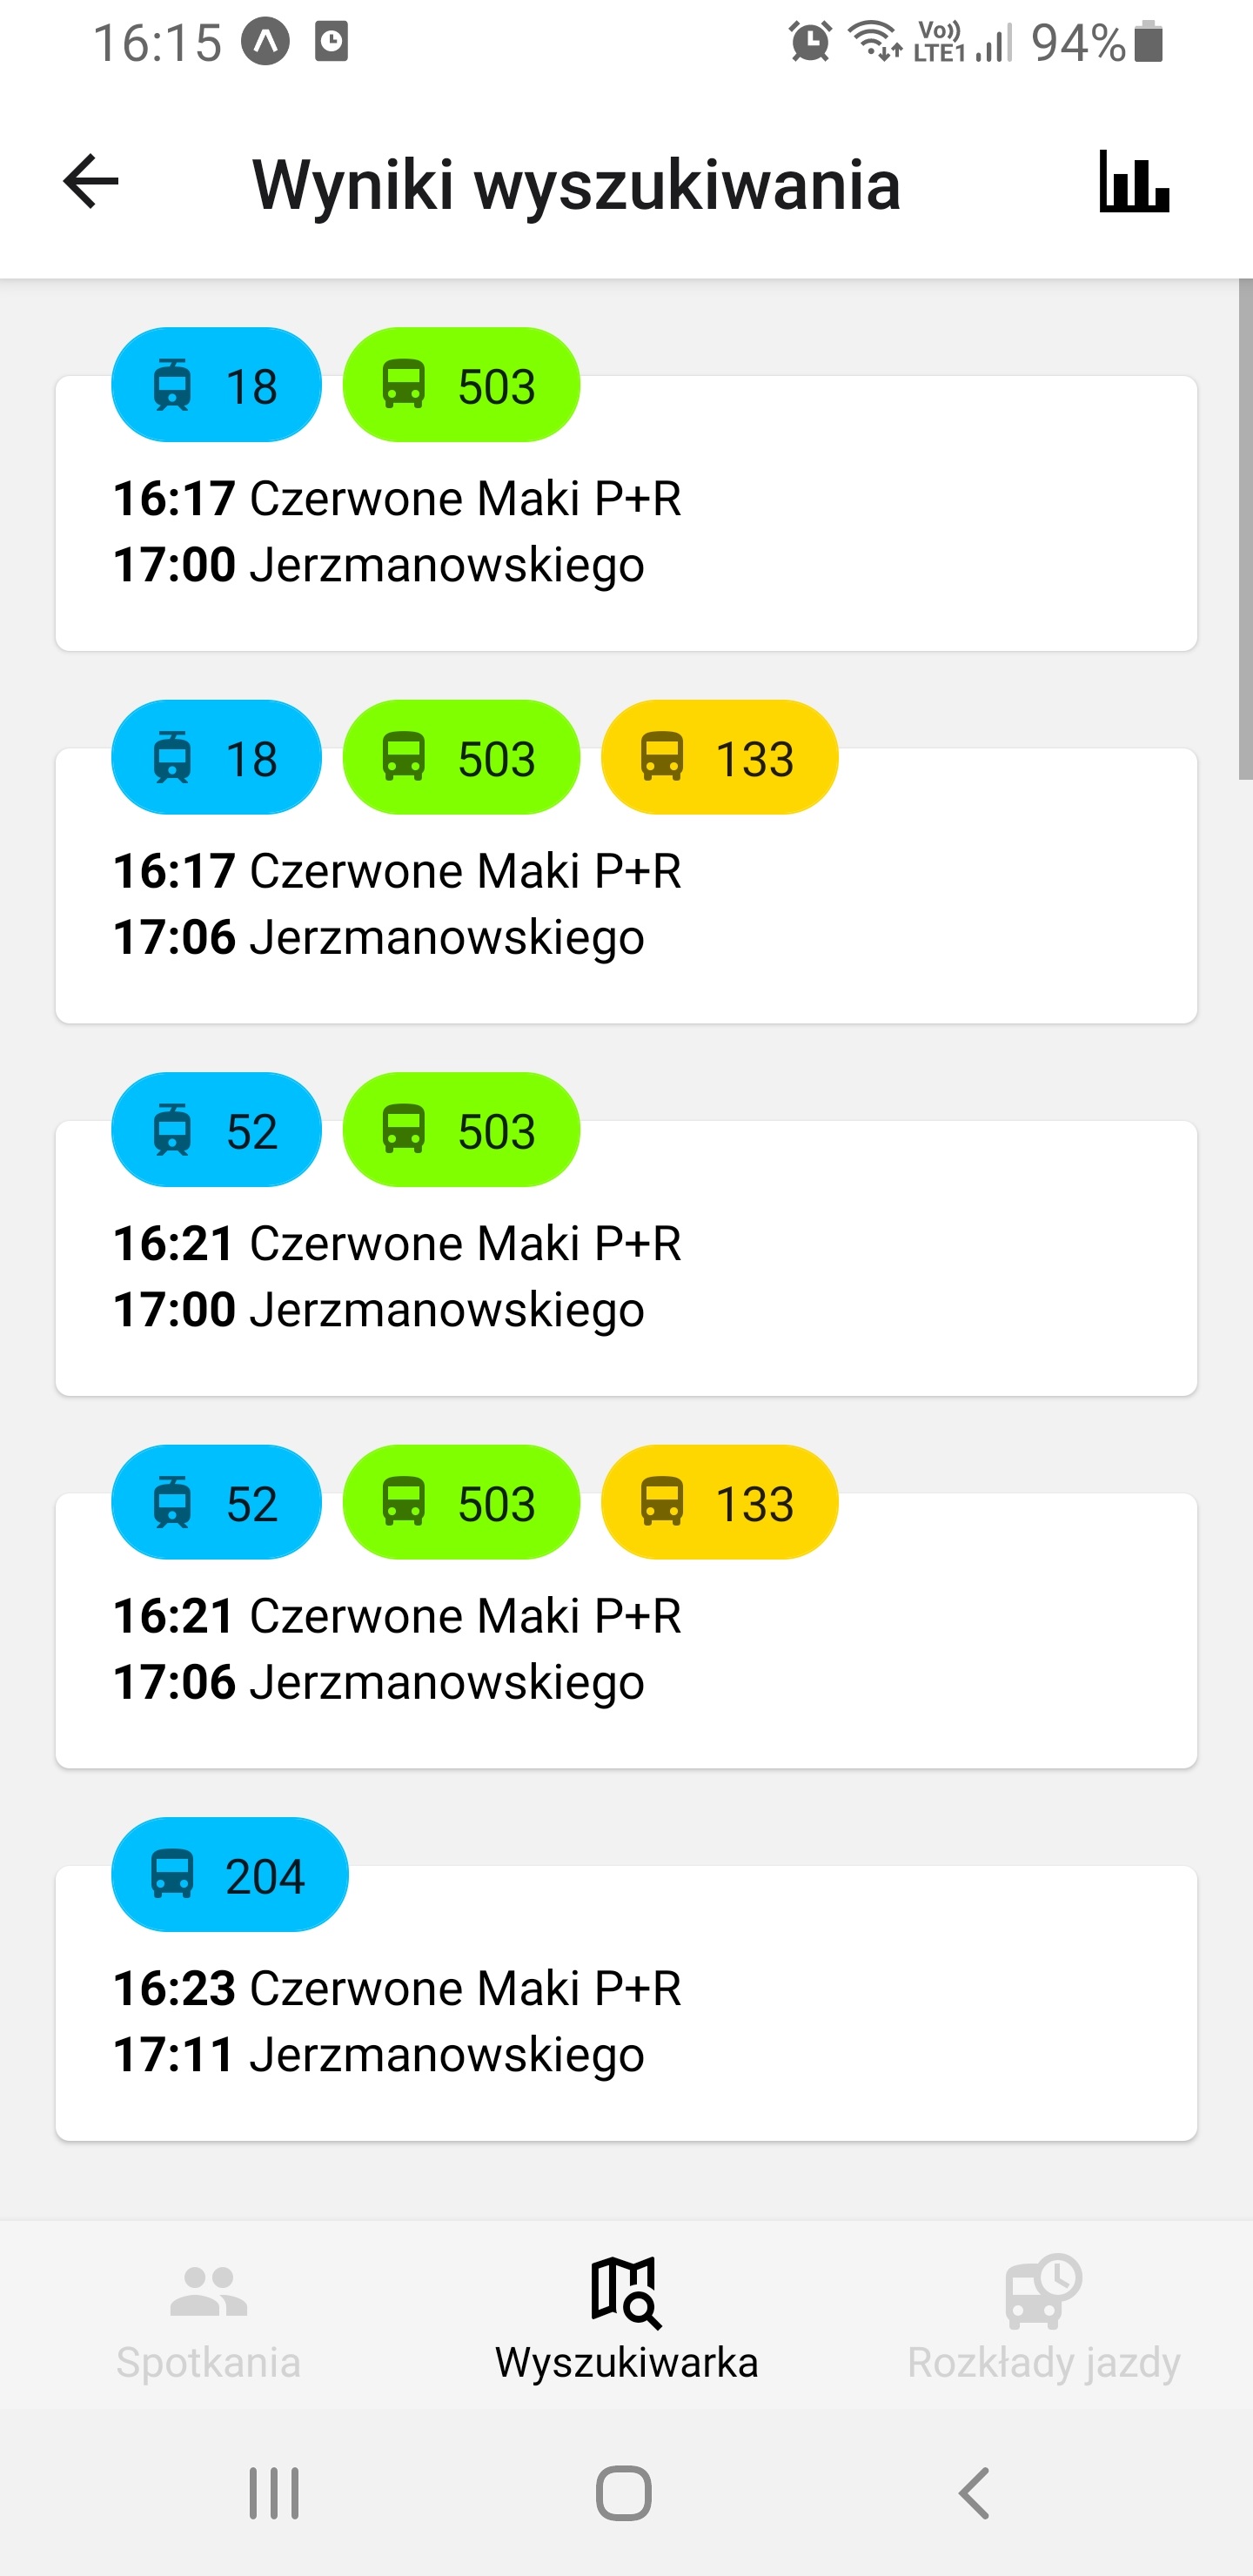 16:15
Vo)) LTE1 94%
Wyniki wyszukiwania
18 503
16:17 Czerwone Maki P+R
17:00 Jerzmanowskiego
18 503 133
16:17 Czerwone Maki P+R
17:06 Jerzmanowskiego
52 503
16:21 Czerwone Maki P+R
17:00 Jerzmanowskiego
52 503 133
16:21 Czerwone Maki P+R
17:06 Jerzmanowskiego
204
16:23 Czerwone Maki P+R
17:11 Jerzmanowskiego
Spotkania
Wyszukiwarka
Rozkłady jazdy